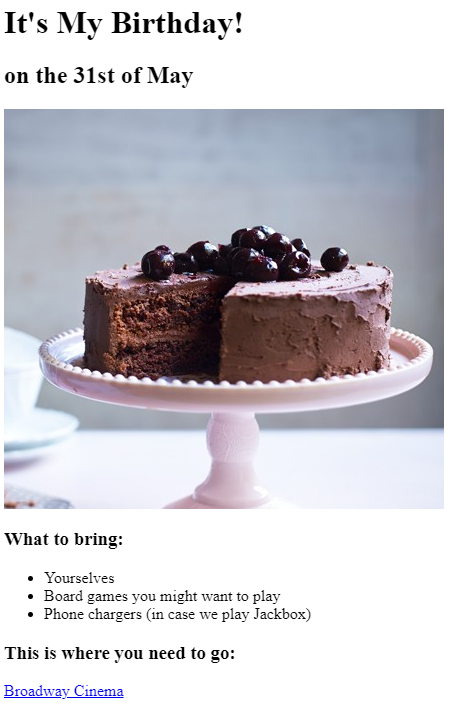 It's My Birthday!
on the 31st of May
What to bring:
Yourselves
Board games you might want to play
Phone chargers (in case we play Jackbox)
This is where you need to go:
Broadway Cinema